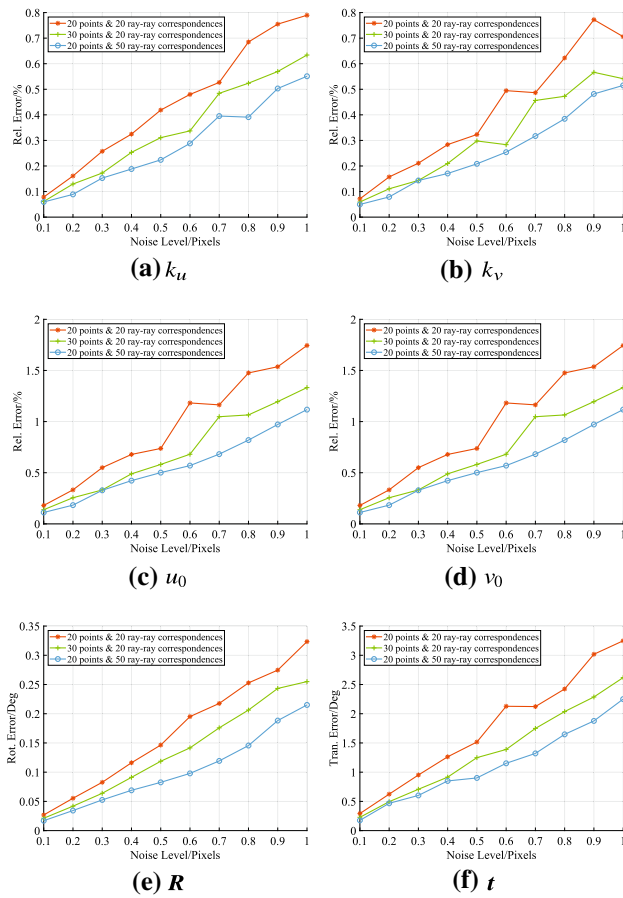 0.8
0.7
0.6
0.5
0.4
0.3
0.2
0.1
0
Rel. Error/%
20 points & 20 ray-ray correspondences
30 points & 20 ray-ray correspondences
20 points & 50 ray-ray correspondences
0.1 0.2 0.3 0.4 0.5 0.6 0.7 0.8 0.9 1
Noise Level/Pixels
(a) kᵤ
0.8
0.7
0.6
0.5
0.4
0.3
0.2
0.1
0
Rel. Error/%
20 points & 20 ray-ray correspondences
30 points & 20 ray-ray correspondences
20 points & 50 ray-ray correspondences
0.1 0.2 0.3 0.4 0.5 0.6 0.7 0.8 0.9 1
Noise Level/Pixels
(b) kᵥ
2
1.5
1
0.5
0
Rel. Error/%
20 points & 20 ray-ray correspondences
30 points & 20 ray-ray correspondences
20 points & 50 ray-ray correspondences
0.1 0.2 0.3 0.4 0.5 0.6 0.7 0.8 0.9 1
Noise Level/Pixels
(c) u₀
2
1.5
1
0.5
0
Rel. Error/%
20 points & 20 ray-ray correspondences
30 points & 20 ray-ray correspondences
20 points & 50 ray-ray correspondences
0.1 0.2 0.3 0.4 0.5 0.6 0.7 0.8 0.9 1
Noise Level/Pixels
(d) v₀
0.35
0.3
0.25
0.2
0.15
0.1
0.05
0
Rot. Error/Deg
20 points & 20 ray-ray correspondences
30 points & 20 ray-ray correspondences
20 points & 50 ray-ray correspondences
0.1 0.2 0.3 0.4 0.5 0.6 0.7 0.8 0.9 1
Noise Level/Pixels
(e) R
3.5
3
2.5
2
1.5
1
0.5
0
Tran. Error/Deg
20 points & 20 ray-ray correspondences
30 points & 20 ray-ray correspondences
20 points & 50 ray-ray correspondences
0.1 0.2 0.3 0.4 0.5 0.6 0.7 0.8 0.9 1
Noise Level/Pixels
(f) t